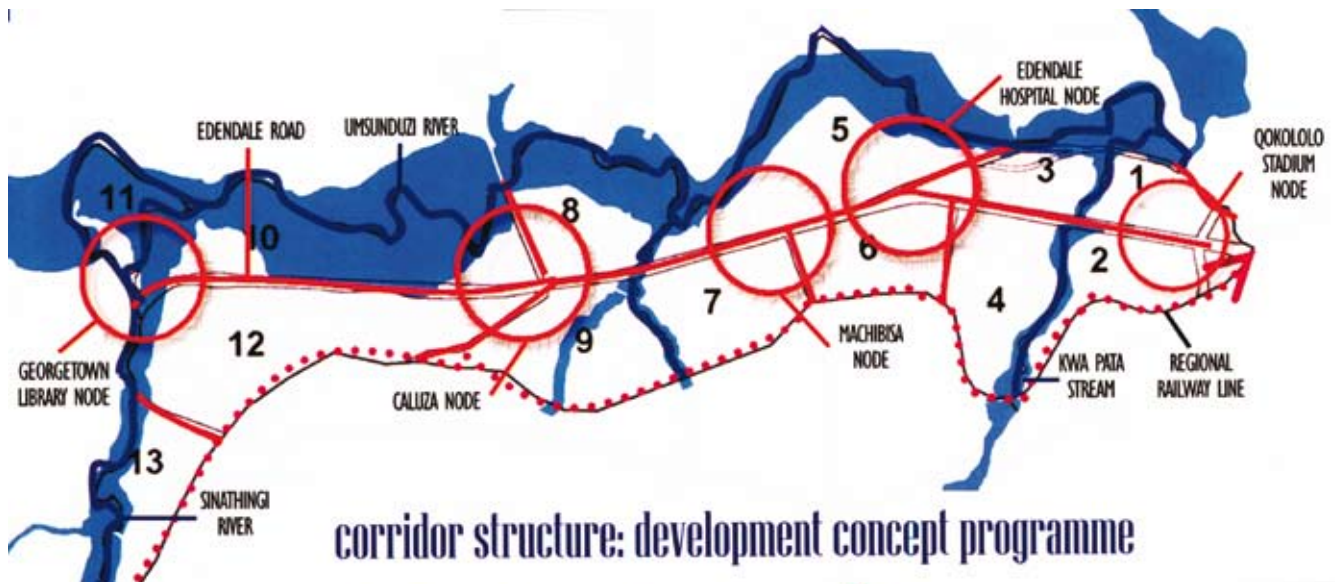 EDENDALE
HOSPITAL NODE
EDENDALE ROAD
UMSUNDUZI RIVER
QOKOLOLO
STADIUM
NODE
5
3
1
11
8
10
6
2
7
4
9
12
MACHIBISA
NODE
GEORGETOWN
LIBRARY NODE
CALUZA NODE
KWA PATA
STREAM
REGIONAL
RAILWAY LINE
13
SINATHINGI
RIVER
corridor structure: development concept programme